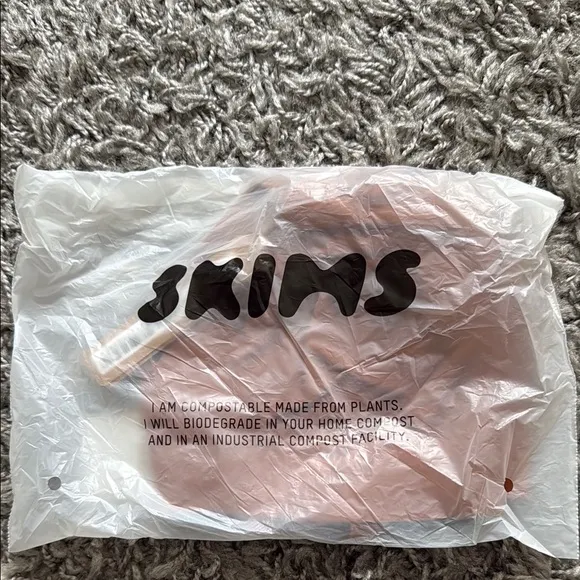 SKIMS
I AM COMPOSTABLE MADE FROM PLANTS.
I WILL BIODEGRADE IN YOUR HOME COMPOST
AND IN AN INDUSTRIAL COMPOST FACILITY.